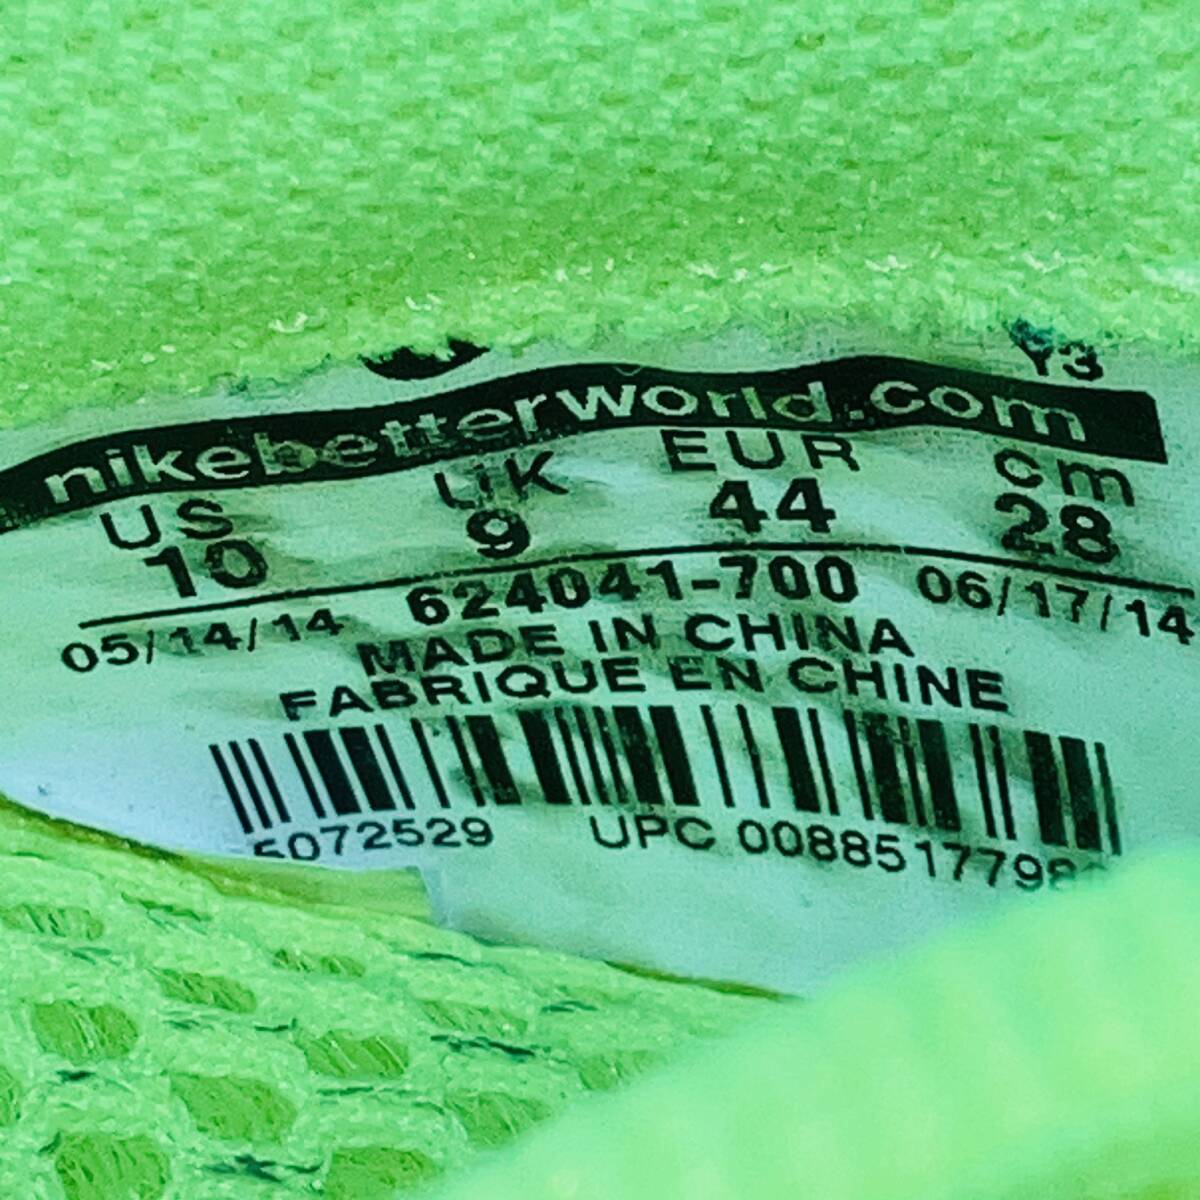 Y3
nikebetterworld.com
US UK EUR cm
10 9 44 28
05/14/14 624041-700 06/17/14
MADE IN CHINA
FABRIQUE EN CHINE
5072529 UPC